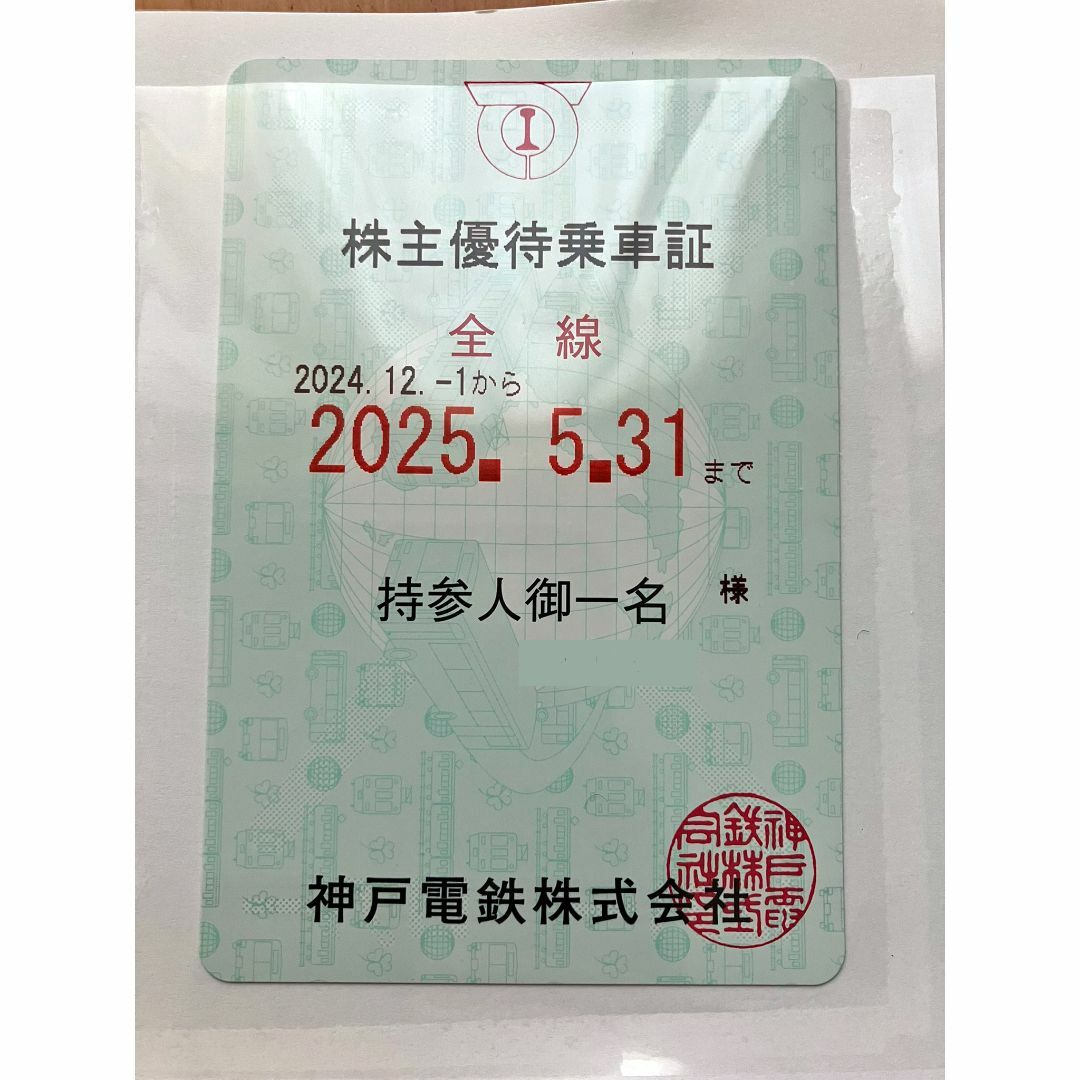 株主優待乗車証
全 線
2024.12.-1から
2025. 5.31まで
持参人御一名 様
神戸電鉄株式会社